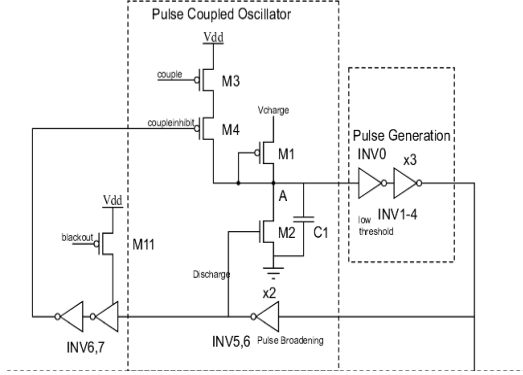 Pulse Coupled Oscillator
Vdd
couple
M3
Vcharge
coupleinhibit
M4
Pulse Generation
M1
INV0
x3
A
Vdd
INV1-4
low
threshold
M2
C1
blackout
M11
Discharge
x2
INV5,6
Pulse Broadening
INV6,7